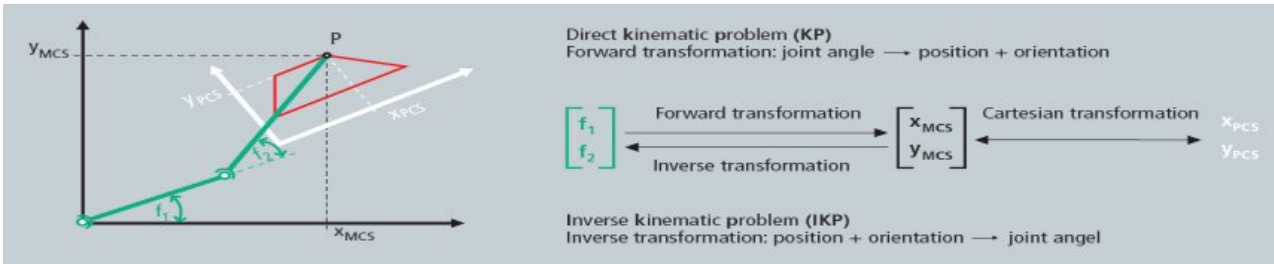 y_MCS
P
y_PCS
x_PCS
f_2
f_1
x_MCS
Direct kinematic problem (KP)
Forward transformation: joint angle → position + orientation
f_1
f_2
Forward transformation
Inverse transformation
x_MCS
y_MCS
Cartesian transformation
x_PCS
y_PCS
Inverse kinematic problem (IKP)
Inverse transformation: position + orientation → joint angel